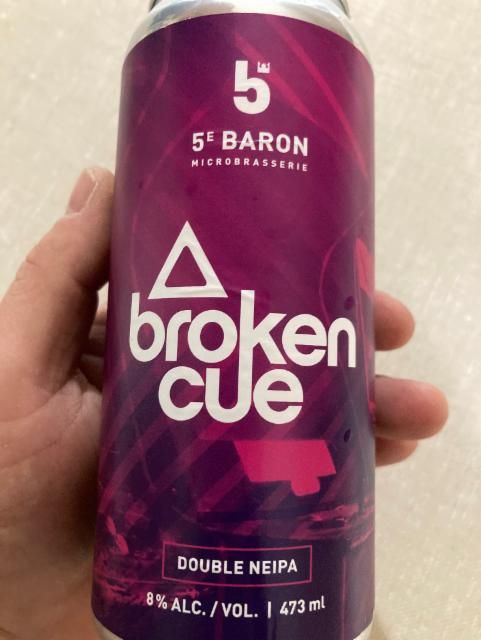 5
5E BARON
MICROBRASSERIE
broken
cue
DOUBLE NEIPA
8% ALC. / VOL. | 473 ml